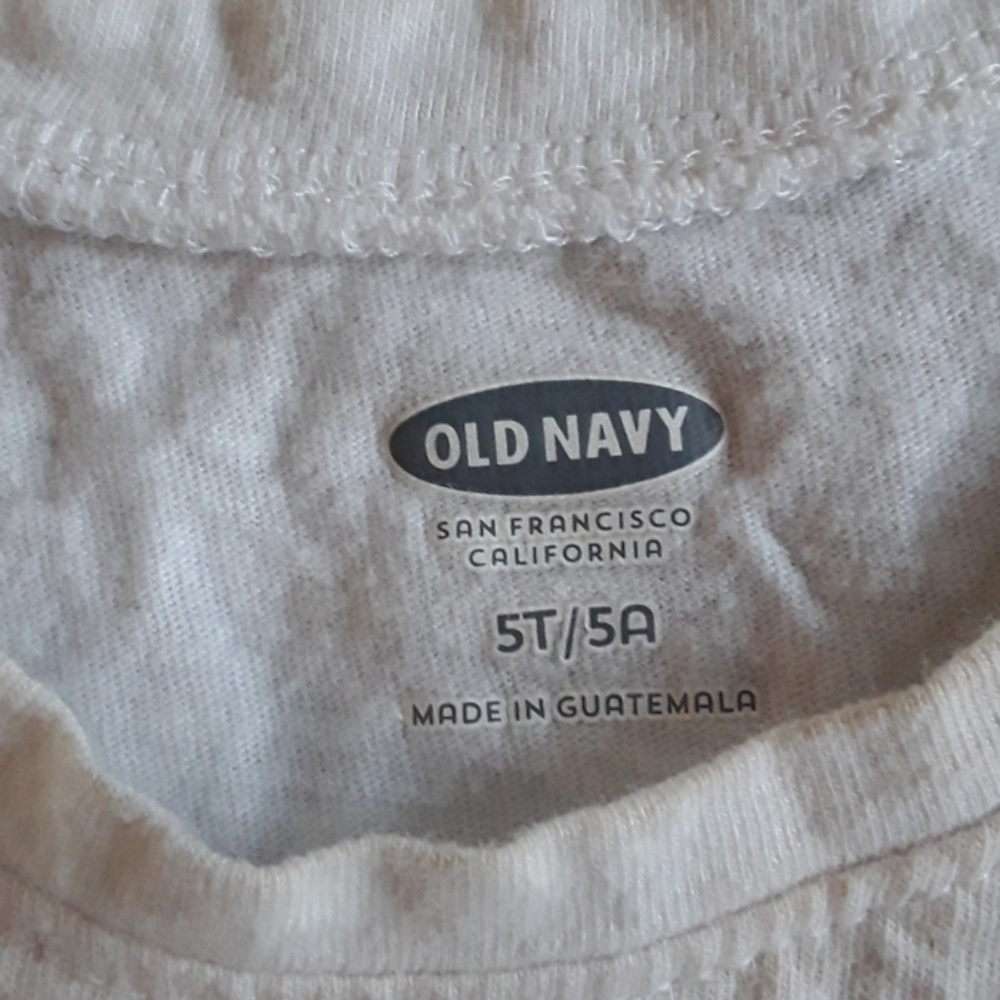 OLD NAVY
SAN FRANCISCO
CALIFORNIA
5T/5A
MADE IN GUATEMALA